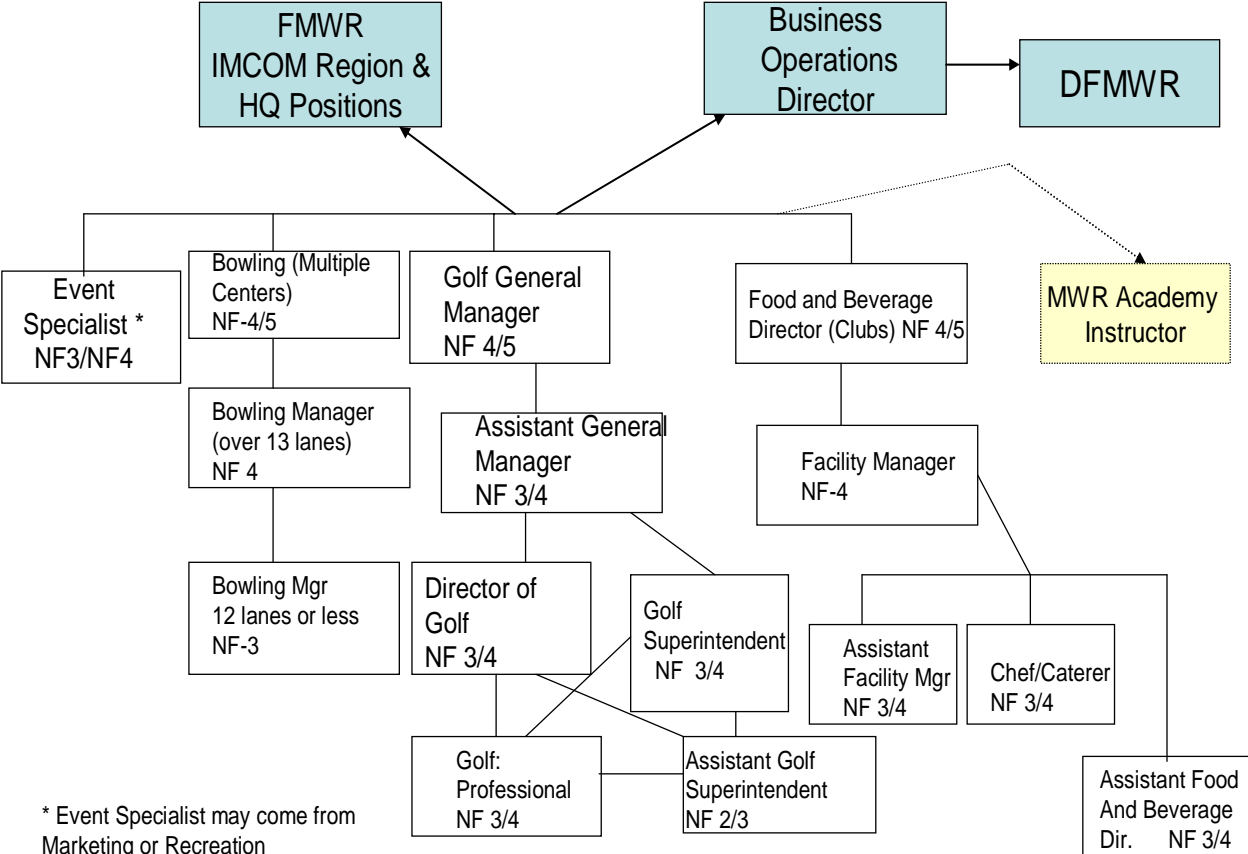 FMWR
IMCOM Region &
HQ Positions
Business
Operations
Director
DFMWR
Event
Specialist *
NF3/NF4
Bowling (Multiple
Centers)
NF-4/5
Golf General
Manager
NF 4/5
Food and Beverage
Director (Clubs) NF 4/5
MWR Academy
Instructor
Bowling Manager
(over 13 lanes)
NF 4
Assistant General
Manager
NF 3/4
Facility Manager
NF-4
Bowling Mgr
12 lanes or less
NF-3
Director of
Golf
NF 3/4
Golf
Superintendent
NF 3/4
Assistant
Facility Mgr
NF 3/4
Chef/Caterer
NF 3/4
Golf:
Professional
NF 3/4
Assistant Golf
Superintendent
NF 2/3
Assistant Food
And Beverage
Dir. NF 3/4
* Event Specialist may come from
Marketing or Recreation